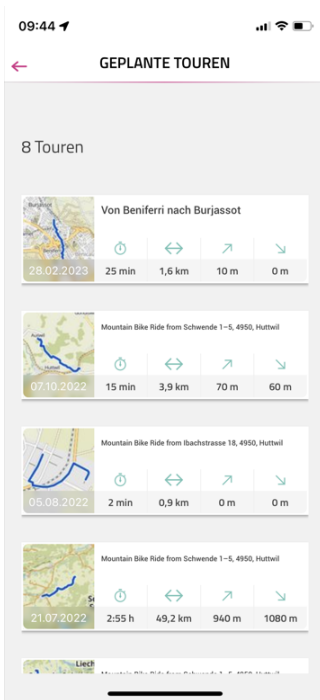 09:44
GEPLANTE TOUREN
8 Touren
Burjassot
Von Beniferri nach Burjassot
28.02.2023
25 min
1,6 km
10 m
0 m
Mountain Bike Ride from Schwende 1–5, 4950, Huttwil
Huttwil
07.10.2022
15 min
3,9 km
70 m
60 m
Mountain Bike Ride from Ibachstrasse 18, 4950, Huttwil
05.08.2022
2 min
0,9 km
0 m
0 m
Mountain Bike Ride from Schwende 1–5, 4950, Huttwil
21.07.2022
2:55 h
49,2 km
940 m
1080 m
Liech